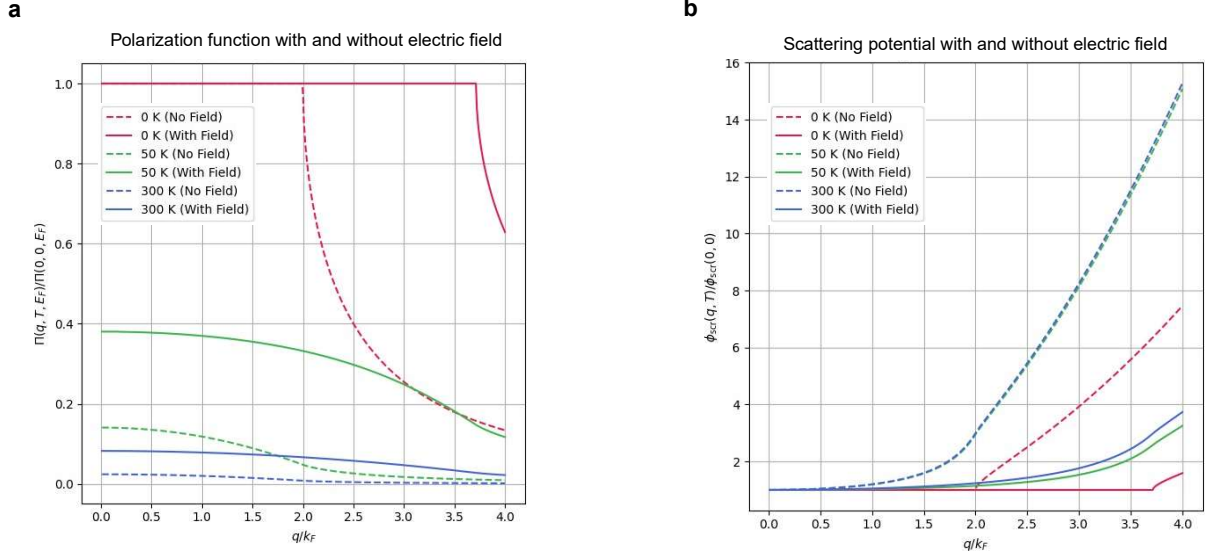 a
Polarization function with and without electric field
1.0
0.8
0.6
0.4
0.2
0.0
Π(q, T, E_F)/Π(0, 0, E_F)
0 K (No Field)
0 K (With Field)
50 K (No Field)
50 K (With Field)
300 K (No Field)
300 K (With Field)
0.0 0.5 1.0 1.5 2.0 2.5 3.0 3.5 4.0
q/k_F
b
Scattering potential with and without electric field
16
14
12
10
8
6
4
2
ϕ_scr(q, T)/ϕ_scr(0, 0)
0 K (No Field)
0 K (With Field)
50 K (No Field)
50 K (With Field)
300 K (No Field)
300 K (With Field)
0.0 0.5 1.0 1.5 2.0 2.5 3.0 3.5 4.0
q/k_F